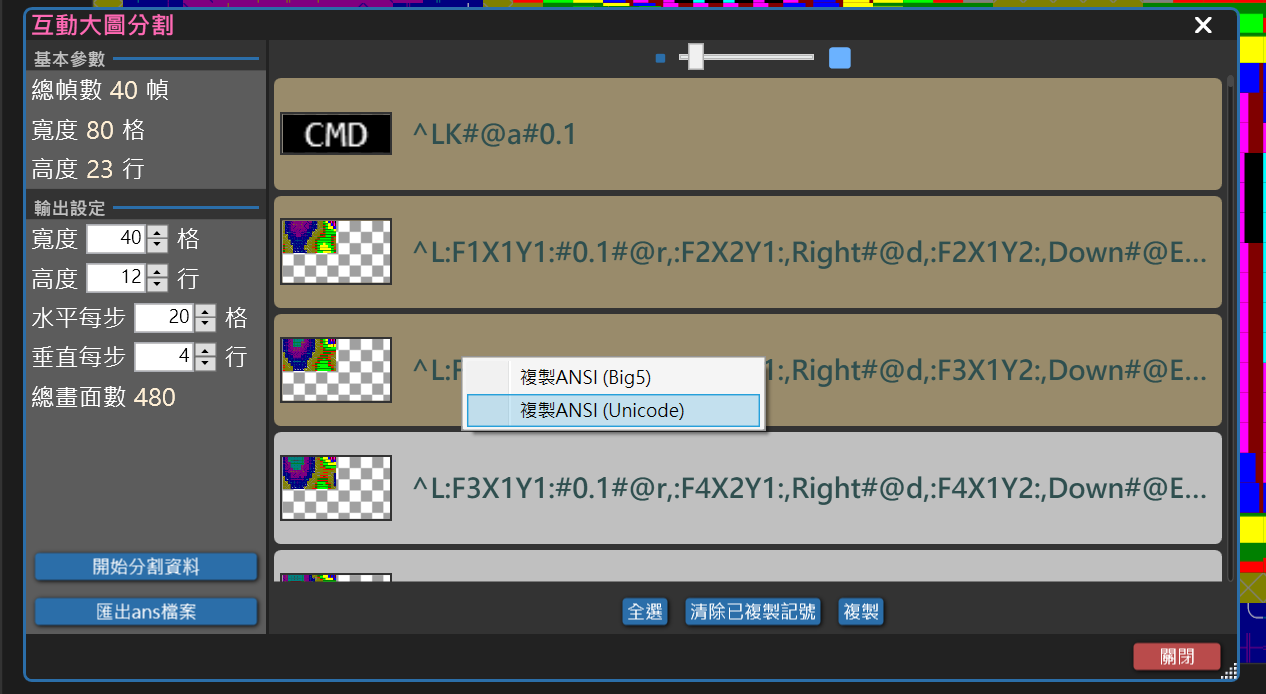 互動大圖分割
基本參數
總幀數 40 幀
寬度 80 格
高度 23 行
輸出設定
寬度 40 格
高度 12 行
水平每步 20 格
垂直每步 4 行
總畫面數 480
開始分割資料
匯出ans檔案
CMD ^LK#@a#0.1
^L:F1X1Y1:#0.1#@r,:F2X2Y1:,Right#@d,:F2X1Y2:,Down#@E...
^L:F :,Right#@d,:F3X1Y2:,Down#@E...
複製ANSI (Big5)
複製ANSI (Unicode)
^L:F3X1Y1:#0.1#@r,:F4X2Y1:,Right#@d,:F4X1Y2:,Down#@E...
全選 清除已複製記號 複製
關閉